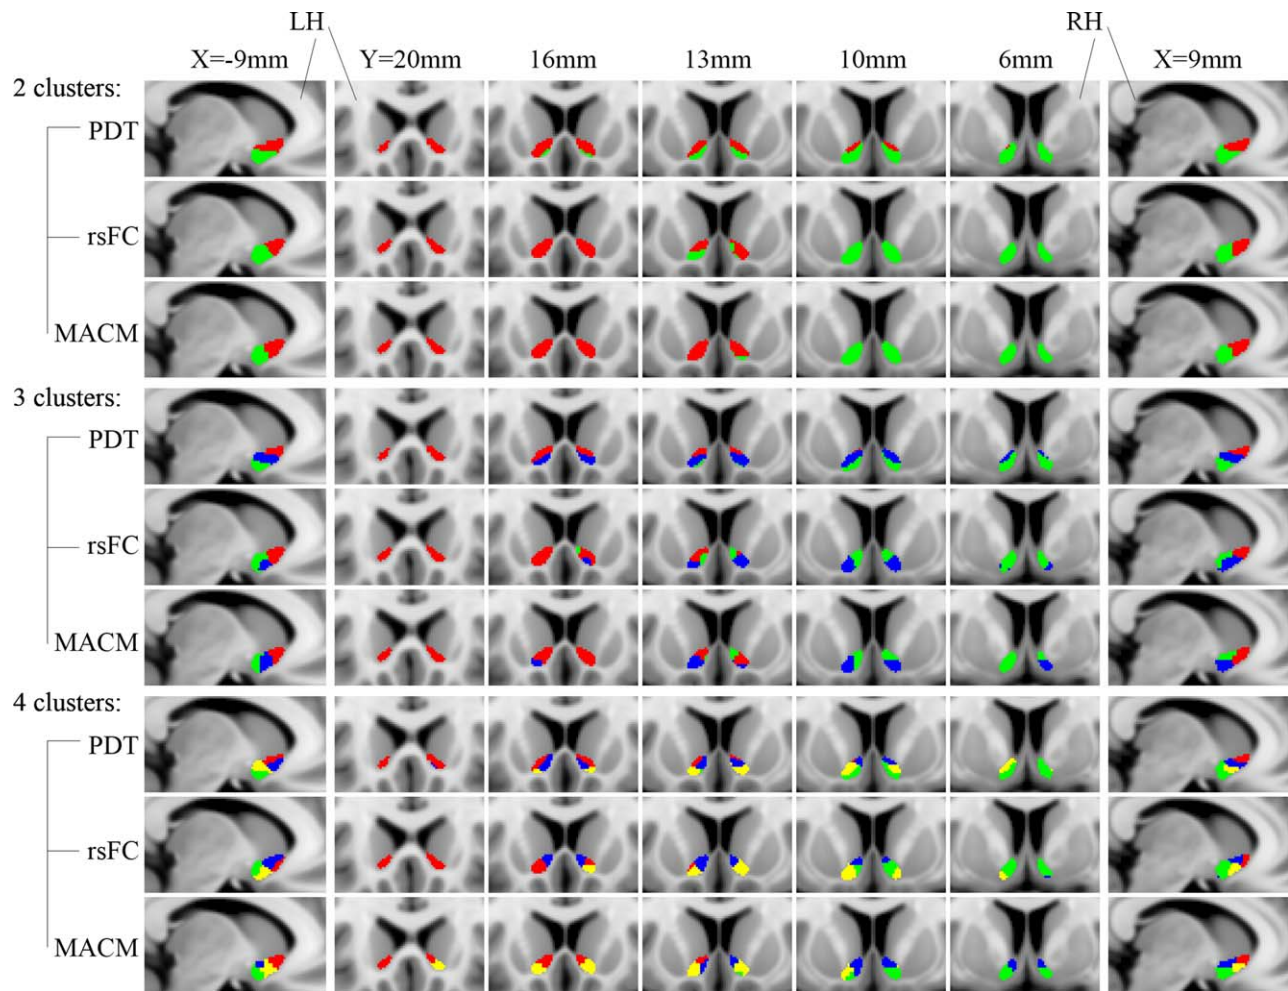 LH RH
X=-9mm Y=20mm 16mm 13mm 10mm 6mm X=9mm
2 clusters:
PDT
rsFC
MACM
3 clusters:
PDT
rsFC
MACM
4 clusters:
PDT
rsFC
MACM